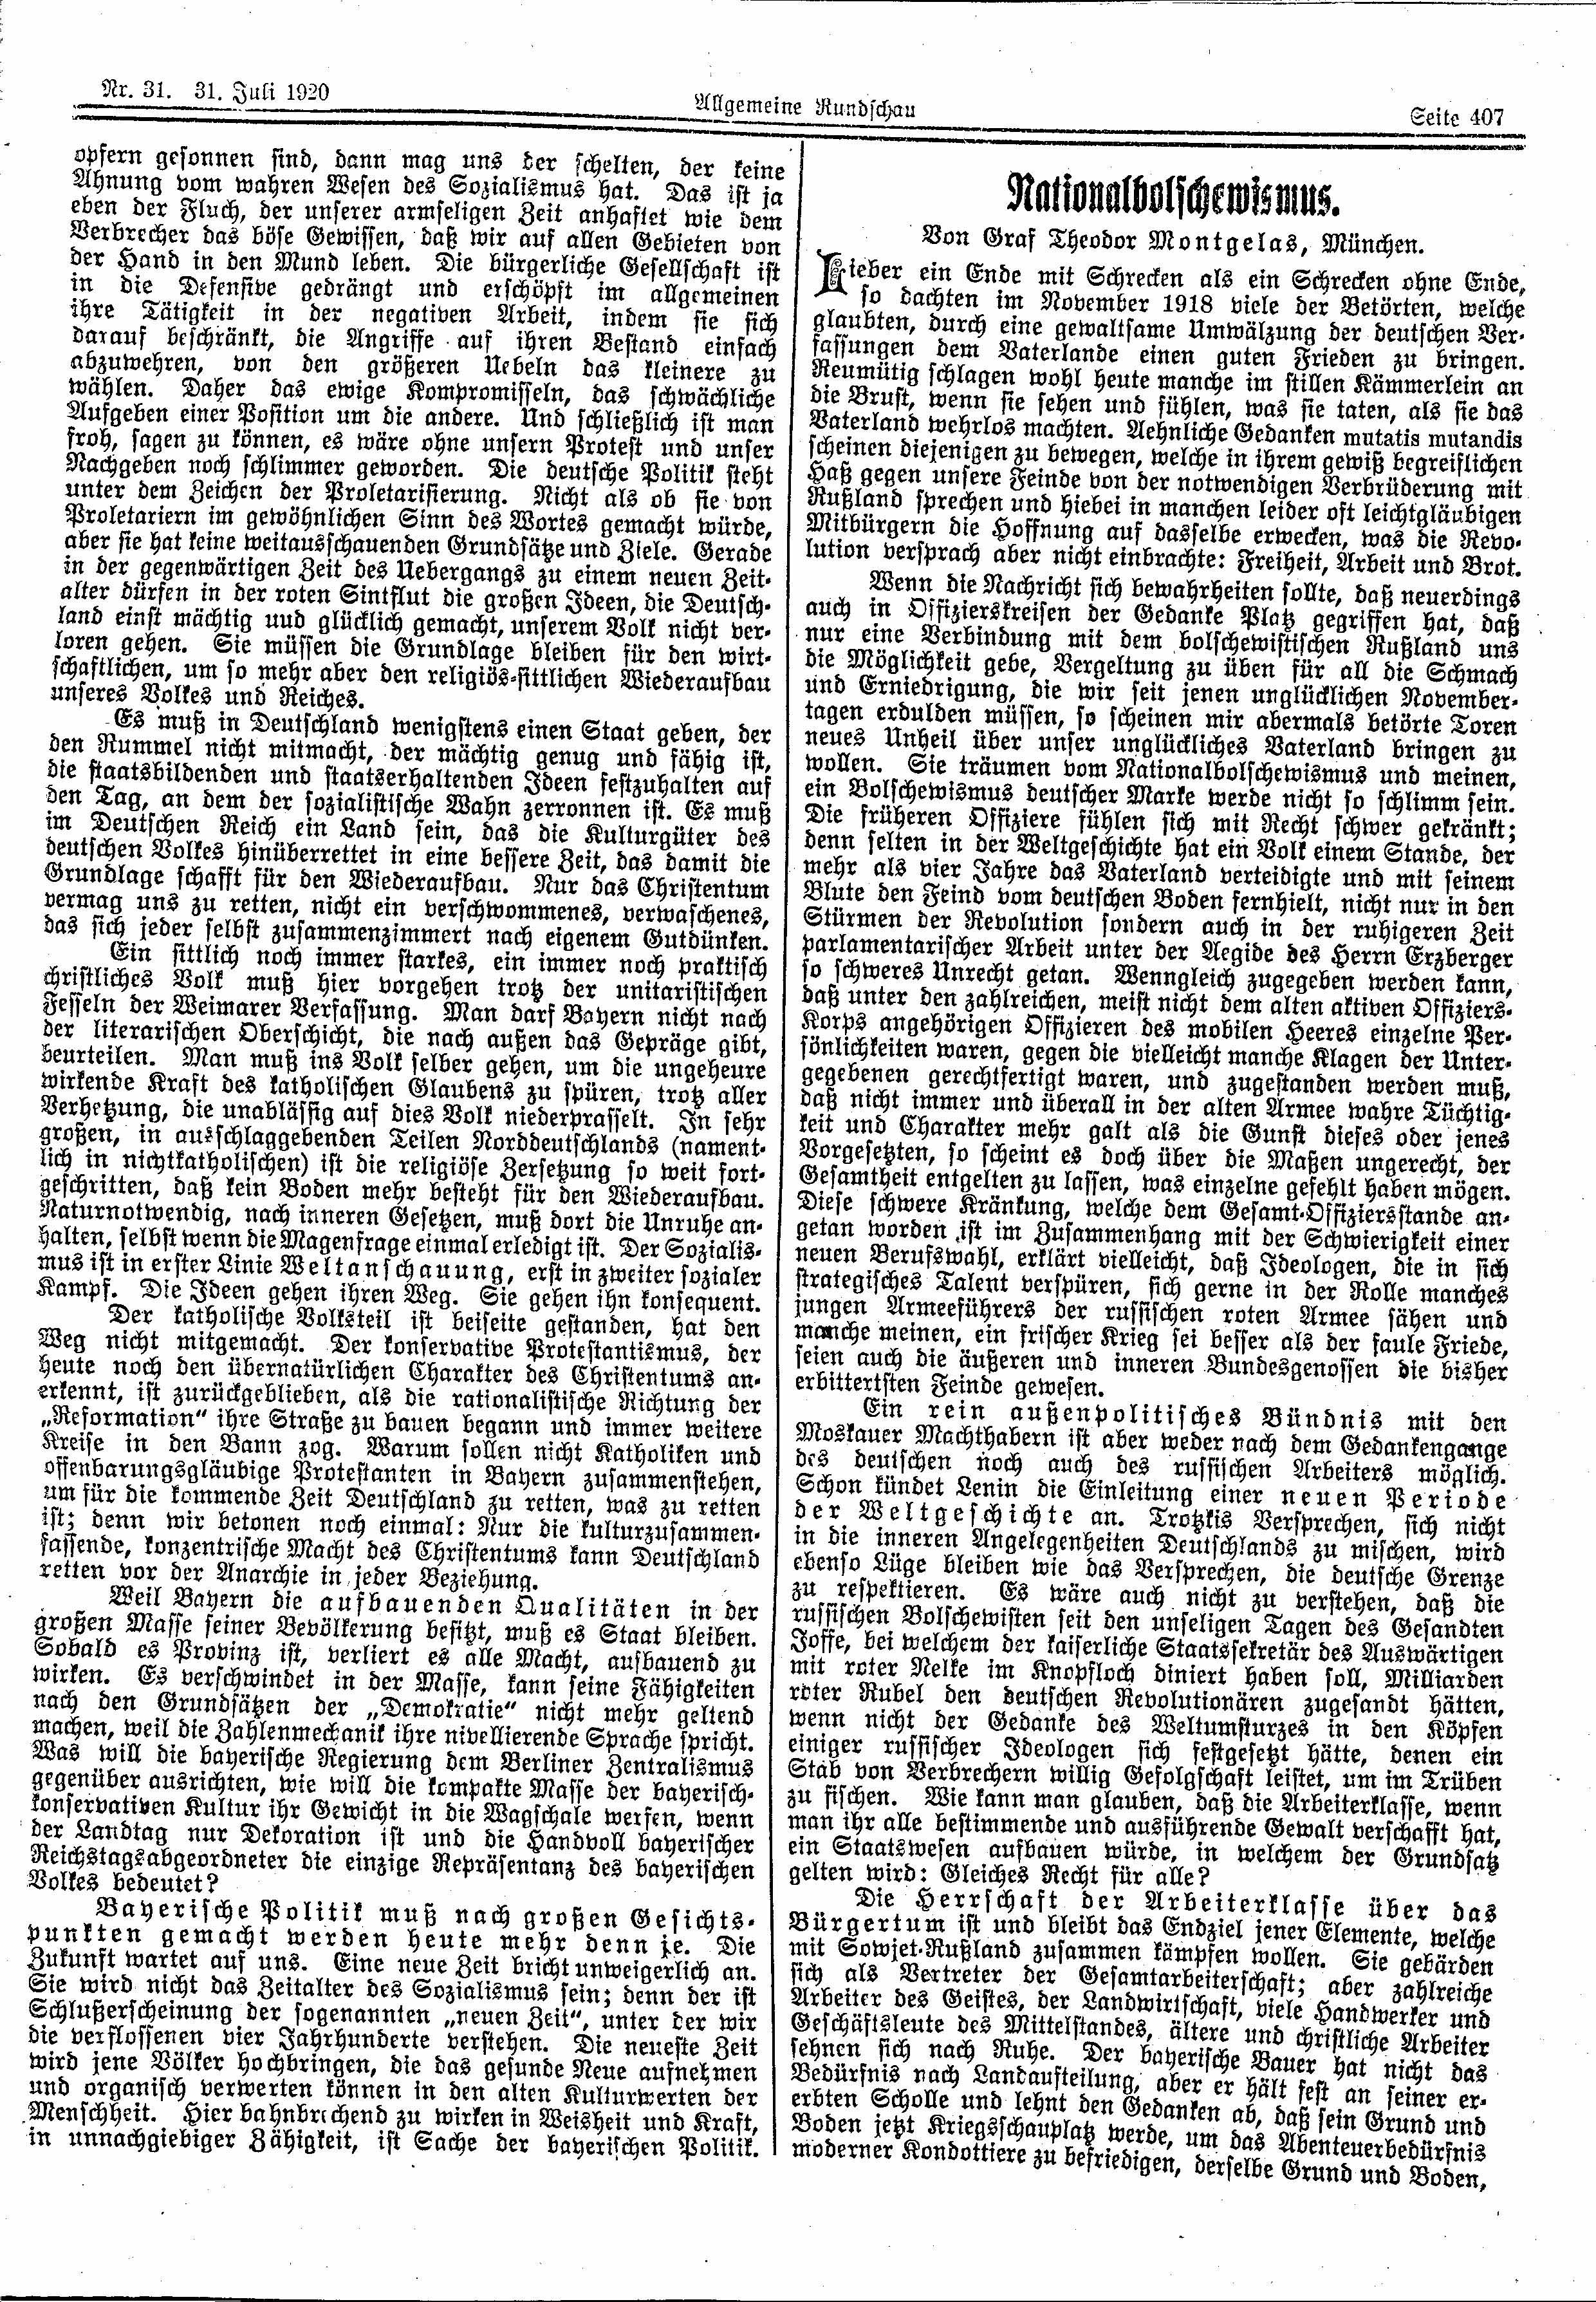 Nr. 31. 31. Juli 1920
Allgemeine Rundschau
Seite 407
opfern gesonnen sind, dann mag uns der schelten, der keine
Ahnung vom wahren Wesen des Sozialismus hat. Das ist ja
eben der Fluch, der unserer armseligen Zeit anhaftet wie dem
Verbrecher das böse Gewissen, daß wir auf allen Gebieten von
der Hand in den Mund leben. Die bürgerliche Gesellschaft ist
in die Defensive gedrängt und erschöpft im allgemeinen
ihre Tätigkeit in der negativen Arbeit, indem sie sich
darauf beschränkt, die Angriffe auf ihren Bestand einfach
abzuwehren, von den größeren Uebeln das kleinere zu
wählen. Daher das ewige Kompromisseln, das schwächliche
Aufgeben einer Position um die andere. Und schließlich ist man
froh, sagen zu können, es wäre ohne unsern Protest und unser
Nachgeben noch schlimmer geworden. Die deutsche Politik steht
unter dem Zeichen der Proletarisierung. Nicht als ob sie von
Proletariern im gewöhnlichen Sinn des Wortes gemacht würde,
aber sie hat keine weitausschauenden Grundsätze und Ziele. Gerade
in der gegenwärtigen Zeit des Uebergangs zu einem neuen Zeit-
alter dürfen in der roten Sintflut die großen Ideen, die Deutsch-
land einst mächtig und glücklich gemacht, unserem Volk nicht ver-
loren gehen. Sie müssen die Grundlage bleiben für den wirt-
schaftlichen, um so mehr aber den religiös-sittlichen Wiederaufbau
unseres Volkes und Reiches.
Es muß in Deutschland wenigstens einen Staat geben, der
den Rummel nicht mitmacht, der mächtig genug und fähig ist,
die staatsbildenden und staatserhaltenden Ideen festzuhalten auf
den Tag, an dem der sozialistische Wahn zerronnen ist. Es muß
im Deutschen Reich ein Land sein, das die Kulturgüter des
deutschen Volkes hinüberrettet in eine bessere Zeit, das damit die
Grundlage schafft für den Wiederaufbau. Nur das Christentum
vermag uns zu retten, nicht ein verschwommenes, verwaschenes,
das sich jeder selbst zusammenzimmert nach eigenem Gutdünken.
Ein sittlich noch immer starkes, ein immer noch praktisch
christliches Volk muß hier vorgehen trotz der unitaristischen
Fesseln der Weimarer Verfassung. Man darf Bayern nicht nach
der literarischen Oberschicht, die nach außen das Gepräge gibt,
beurteilen. Man muß ins Volk selber gehen, um die ungeheure
wirkende Kraft des katholischen Glaubens zu spüren, trotz aller
Verhetzung, die unablässig auf dies Volk niederprasselt. In sehr
großen, in ausschlaggebenden Teilen Norddeutschlands (nament-
lich in nichtkatholischen) ist die religiöse Zersetzung so weit fort-
geschritten, daß kein Boden mehr besteht für den Wiederaufbau.
Naturnotwendig, nach inneren Gesetzen, muß dort die Unruhe an-
halten, selbst wenn die Magenfrage einmal erledigt ist. Der Sozialis-
mus ist in erster Linie Weltanschauung, erst in zweiter sozialer
Kampf. Die Ideen gehen ihren Weg. Sie gehen ihn konsequent.
Der katholische Volksteil ist beiseite gestanden, hat den
Weg nicht mitgemacht. Der konservative Protestantismus, der
heute noch den übernatürlichen Charakter des Christentums an-
erkennt, ist zurückgeblieben, als die rationalistische Richtung der
„Reformation“ ihre Straße zu bauen begann und immer weitere
Kreise in den Bann zog. Warum sollen nicht Katholiken und
offenbarungsgläubige Protestanten in Bayern zusammenstehen,
um für die kommende Zeit Deutschland zu retten, was zu retten
ist; denn wir betonen noch einmal: Nur die kulturzusammen-
fassende, konzentrische Macht des Christentums kann Deutschland
retten vor der Anarchie in jeder Beziehung.
Weil Bayern die aufbauenden Qualitäten in der
großen Masse seiner Bevölkerung besitzt, muß es Staat bleiben.
Sobald es Provinz ist, verliert es alle Macht, aufbauend zu
wirken. Es verschwindet in der Masse, kann seine Fähigkeiten
nach den Grundsätzen der „Demokratie“ nicht mehr geltend
machen, weil die Zahlenmechanik ihre nivellierende Sprache spricht.
Was will die bayerische Regierung dem Berliner Zentralismus
gegenüber ausrichten, wie will die kompakte Masse der bayerisch-
konservativen Kultur ihr Gewicht in die Wagschale werfen, wenn
der Landtag nur Dekoration ist und die Handvoll bayerischer
Reichstagsabgeordneter die einzige Repräsentanz des bayerischen
Volkes bedeutet?
Bayerische Politik muß nach großen Gesichts-
punkten gemacht werden heute mehr denn je. Die
Zukunft wartet auf uns. Eine neue Zeit bricht unweigerlich an.
Sie wird nicht das Zeitalter des Sozialismus sein; denn der ist
Schlußerscheinung der sogenannten „neuen Zeit“, unter der wir
die verflossenen vier Jahrhunderte verstehen. Die neueste Zeit
wird jene Völker hochbringen, die das gesunde Neue aufnehmen
und organisch verwerten können in den alten Kulturwerten der
Menschheit. Hier bahnbrechend zu wirken in Weisheit und Kraft,
in unnachgiebiger Zähigkeit, ist Sache der bayerischen Politik.
Nationalbolschewismus.
Von Graf Theodor Montgelas, München.
Lieber ein Ende mit Schrecken als ein Schrecken ohne Ende,
so dachten im November 1918 viele der Betörten, welche
glaubten, durch eine gewaltsame Umwälzung der deutschen Ver-
fassungen dem Vaterlande einen guten Frieden zu bringen.
Reumütig schlagen wohl heute manche im stillen Kämmerlein an
die Brust, wenn sie sehen und fühlen, was sie taten, als sie das
Vaterland wehrlos machten. Aehnliche Gedanken mutatis mutandis
scheinen diejenigen zu bewegen, welche in ihrem gewiß begreiflichen
Haß gegen unsere Feinde von der notwendigen Verbrüderung mit
Rußland sprechen und hiebei in manchen leider oft leichtgläubigen
Mitbürgern die Hoffnung auf dasselbe erwecken, was die Revo-
lution versprach aber nicht einbrachte: Freiheit, Arbeit und Brot.
Wenn die Nachricht sich bewahrheiten sollte, daß neuerdings
auch in Offizierskreisen der Gedanke Platz gegriffen hat, daß
nur eine Verbindung mit dem bolschewistischen Rußland uns
die Möglichkeit gebe, Vergeltung zu üben für all die Schmach
und Erniedrigung, die wir seit jenen unglücklichen November-
tagen erdulden müssen, so scheinen mir abermals betörte Toren
neues Unheil über unser unglückliches Vaterland bringen zu
wollen. Sie träumen vom Nationalbolschewismus und meinen,
ein Bolschewismus deutscher Marke werde nicht so schlimm sein.
Die früheren Offiziere fühlen sich mit Recht schwer gekränkt;
denn selten in der Weltgeschichte hat ein Volk einem Stande, der
mehr als vier Jahre das Vaterland verteidigte und mit seinem
Blute den Feind vom deutschen Boden fernhielt, nicht nur in den
Stürmen der Revolution sondern auch in der ruhigeren Zeit
parlamentarischer Arbeit unter der Aegide des Herrn Erzberger
so schweres Unrecht getan. Wenngleich zugegeben werden kann,
daß unter den zahlreichen, meist nicht dem alten aktiven Offiziers-
Korps angehörigen Offizieren des mobilen Heeres einzelne Per-
sönlichkeiten waren, gegen die vielleicht manche Klagen der Unter-
gegebenen gerechtfertigt waren, und zugestanden werden muß,
daß nicht immer und überall in der alten Armee wahre Tüchtig-
keit und Charakter mehr galt als die Gunst dieses oder jenes
Vorgesetzten, so scheint es doch über die Maßen ungerecht, der
Gesamtheit entgelten zu lassen, was einzelne gefehlt haben mögen.
Diese schwere Kränkung, welche dem Gesamt-Offiziersstande an-
getan worden ist im Zusammenhang mit der Schwierigkeit einer
neuen Berufswahl, erklärt vielleicht, daß Ideologen, die in sich
strategisches Talent verspüren, sich gerne in der Rolle manches
jungen Armeeführers der russischen roten Armee sähen und
manche meinen, ein frischer Krieg sei besser als der faule Friede,
seien auch die äußeren und inneren Bundesgenossen die bisher
erbittertsten Feinde gewesen.
Ein rein außenpolitisches Bündnis mit den
Moskauer Machthabern ist aber weder nach dem Gedankengange
des deutschen noch auch des russischen Arbeiters möglich.
Schon kündet Lenin die Einleitung einer neuen Periode
der Weltgeschichte an. Trotzkis Versprechen, sich nicht
in die inneren Angelegenheiten Deutschlands zu mischen, wird
ebenso Lüge bleiben wie das Versprechen, die deutsche Grenze
zu respektieren. Es wäre auch nicht zu verstehen, daß die
russischen Bolschewisten seit den unseligen Tagen des Gesandten
Joffe, bei welchem der kaiserliche Staatssekretär des Auswärtigen
mit roter Nelke im Knopfloch diniert haben soll, Milliarden
roter Rubel den deutschen Revolutionären zugesandt hätten,
wenn nicht der Gedanke des Weltumsturzes in den Köpfen
einiger russischer Ideologen sich festgesetzt hätte, denen ein
Stab von Verbrechern willig Gefolgschaft leistet, um im Trüben
zu fischen. Wie kann man glauben, daß die Arbeiterklasse, wenn
man ihr alle bestimmende und ausführende Gewalt verschafft hat,
ein Staatswesen aufbauen würde, in welchem der Grundsatz
gelten wird: Gleiches Recht für alle?
Die Herrschaft der Arbeiterklasse über das
Bürgertum ist und bleibt das Endziel jener Elemente, welche
mit Sowjet-Rußland zusammen kämpfen wollen. Sie gebärden
sich als Vertreter der Gesamtarbeiterschaft; aber zahlreiche
Arbeiter des Geistes, der Landwirtschaft, viele Handwerker und
Geschäftsleute des Mittelstandes, ältere und christliche Arbeiter
sehnen sich nach Ruhe. Der bayerische Bauer hat nicht das
Bedürfnis nach Landaufteilung, aber er hält fest an seiner er-
erbten Scholle und lehnt den Gedanken ab, daß sein Grund und
Boden jetzt Kriegsschauplatz werde, um das Abenteuerbedürfnis
moderner Kondottiere zu befriedigen, derselbe Grund und Boden,